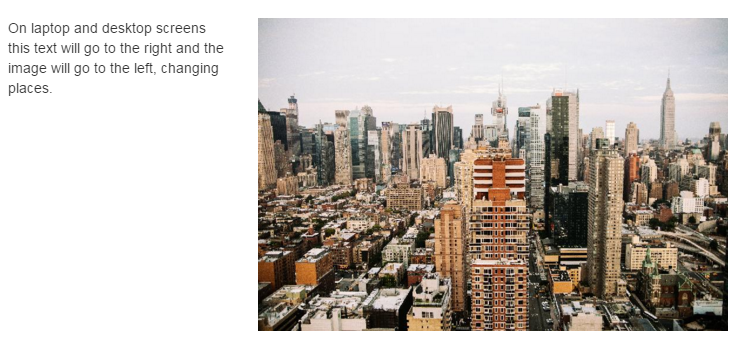 On laptop and desktop screens
this text will go to the right and the
image will go to the left, changing
places.